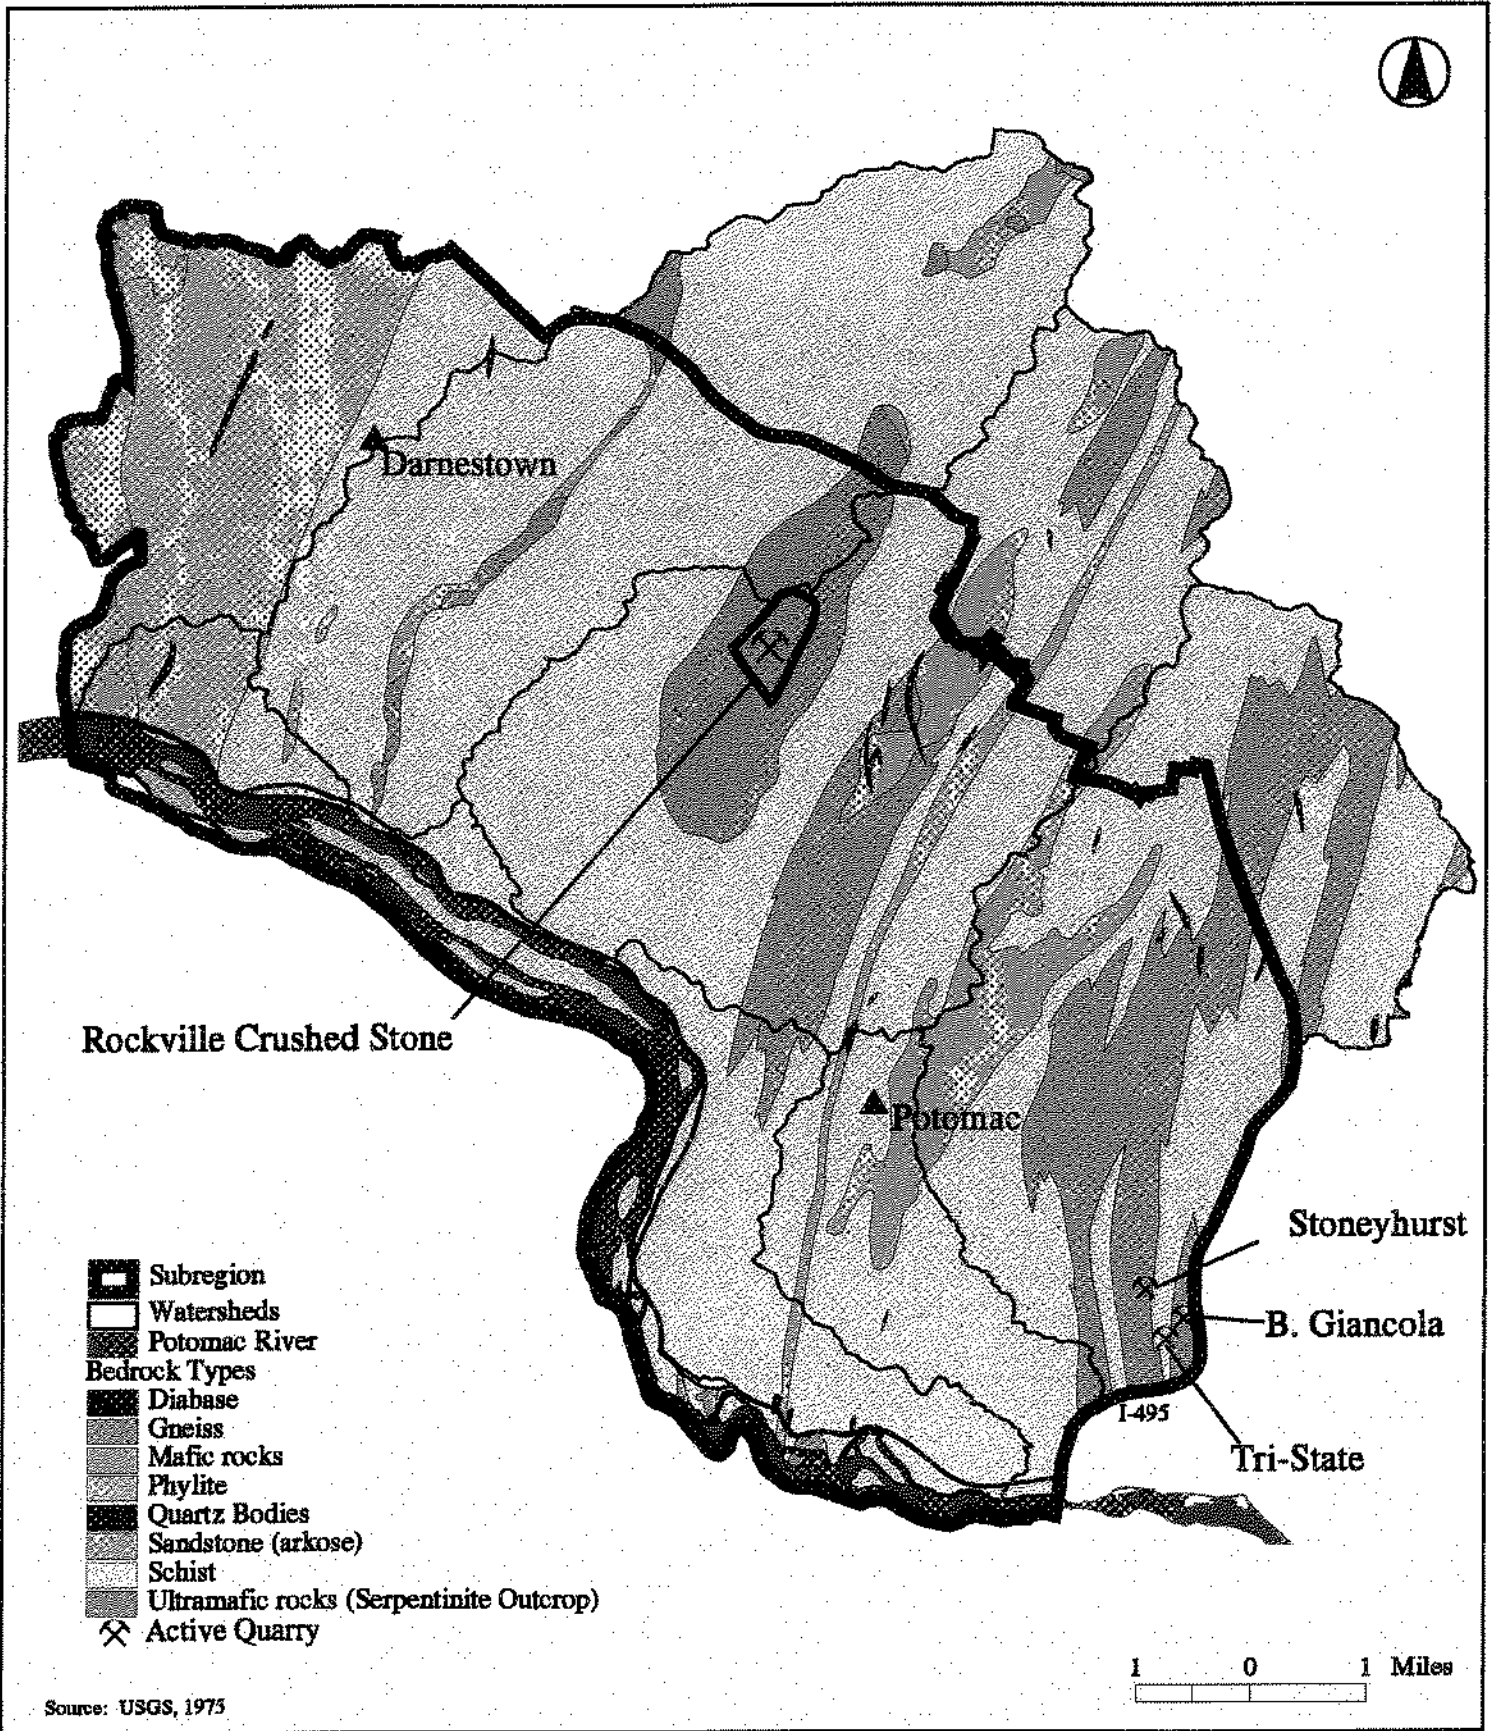 Darnestown
Rockville Crushed Stone
Potomac
Stoneyhurst
B. Giancola
I-495
Tri-State
Subregion
Watersheds
Potomac River
Bedrock Types
Diabase
Gneiss
Mafic rocks
Phylite
Quartz Bodies
Sandstone (arkose)
Schist
Ultramafic rocks (Serpentinite Outcrop)
Active Quarry
1 0 1 Miles
Source: USGS, 1975